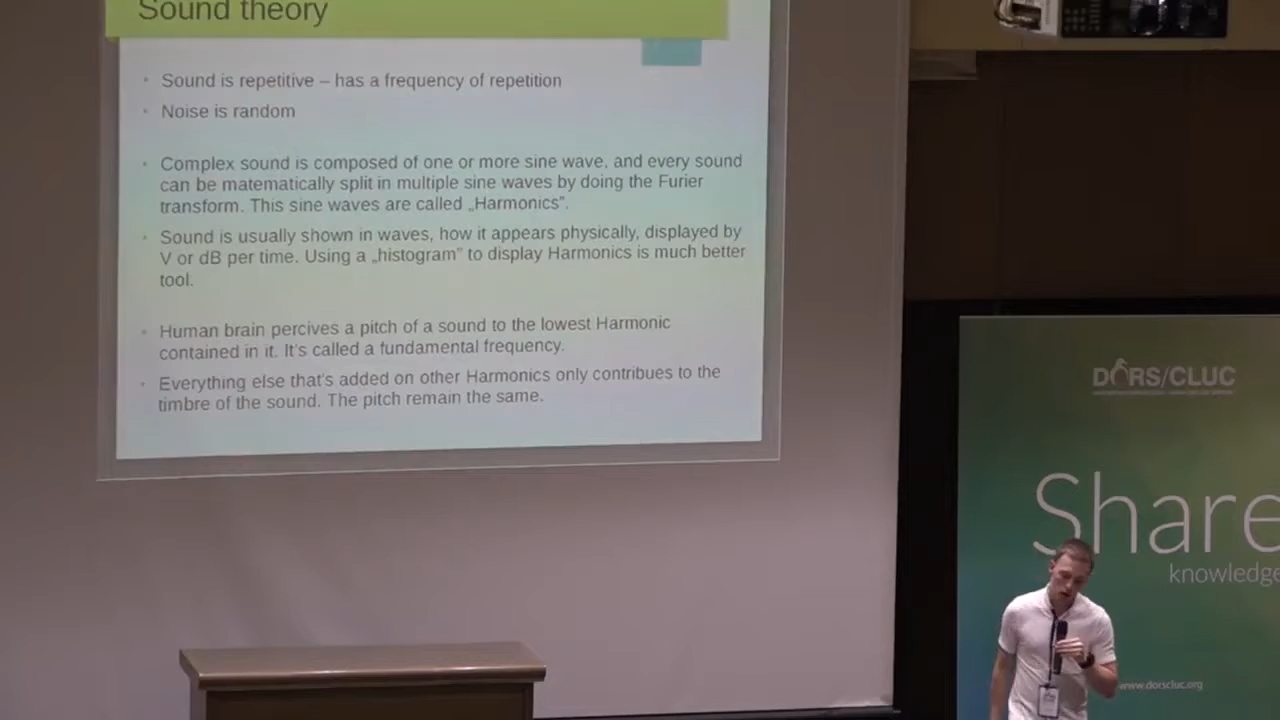 Sound theory
Sound is repetitive – has a frequency of repetition
Noise is random
Complex sound is composed of one or more sine wave, and every sound
can be matematically split in multiple sine waves by doing the Furier
transform. This sine waves are called „Harmonics”.
Sound is usually shown in waves, how it appears physically, displayed by
V or dB per time. Using a „histogram” to display Harmonics is much better
tool.
Human brain percives a pitch of a sound to the lowest Harmonic
contained in it. It's called a fundamental frequency.
Everything else that's added on other Harmonics only contribues to the
timbre of the sound. The pitch remain the same.
DORS/CLUC
Share
knowledge
www.dorscluc.org